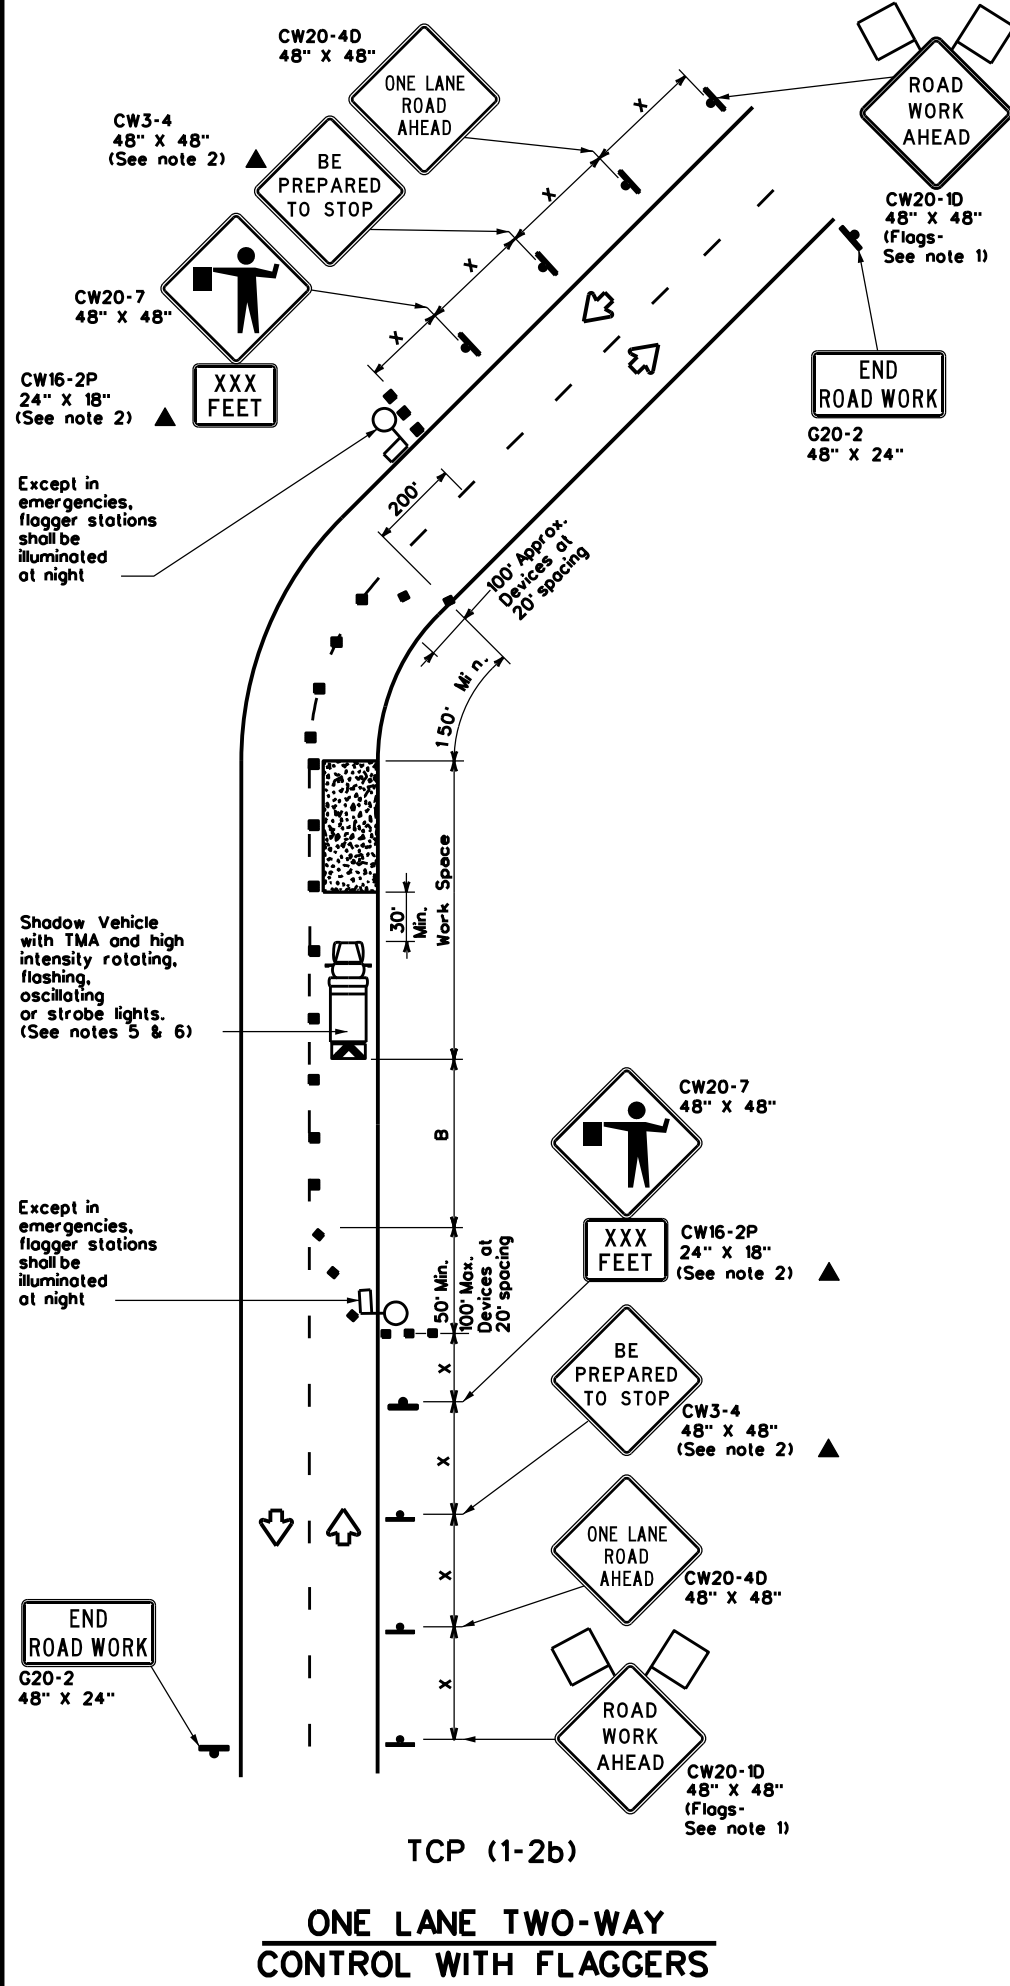 CW20-4D
48" X 48"
ONE LANE
ROAD
AHEAD
ROAD
WORK
AHEAD
CW20-1D
48" X 48"
(Flags-
See note 1)
CW3-4
48" X 48"
(See note 2)
BE
PREPARED
TO STOP
X
X
X
X
CW20-7
48" X 48"
CW16-2P
24" X 18"
(See note 2)
XXX
FEET
END
ROAD WORK
G20-2
48" X 24"
Except in
emergencies,
flagger stations
shall be
illuminated
at night
200'
100' Approx.
Devices at
20' spacing
150' Min.
Work Space
30'
Min.
Shadow Vehicle
with TMA and high
intensity rotating,
flashing,
oscillating
or strobe lights.
(See notes 5 & 6)
B
CW20-7
48" X 48"
XXX
FEET
CW16-2P
24" X 18"
(See note 2)
Except in
emergencies,
flagger stations
shall be
illuminated
at night
50' Min.
100' Max.
Devices at
20' spacing
X
X
X
X
BE
PREPARED
TO STOP
CW3-4
48" X 48"
(See note 2)
ONE LANE
ROAD
AHEAD
CW20-4D
48" X 48"
END
ROAD WORK
G20-2
48" X 24"
ROAD
WORK
AHEAD
CW20-1D
48" X 48"
(Flags-
See note 1)
TCP (1-2b)
ONE LANE TWO-WAY
CONTROL WITH FLAGGERS